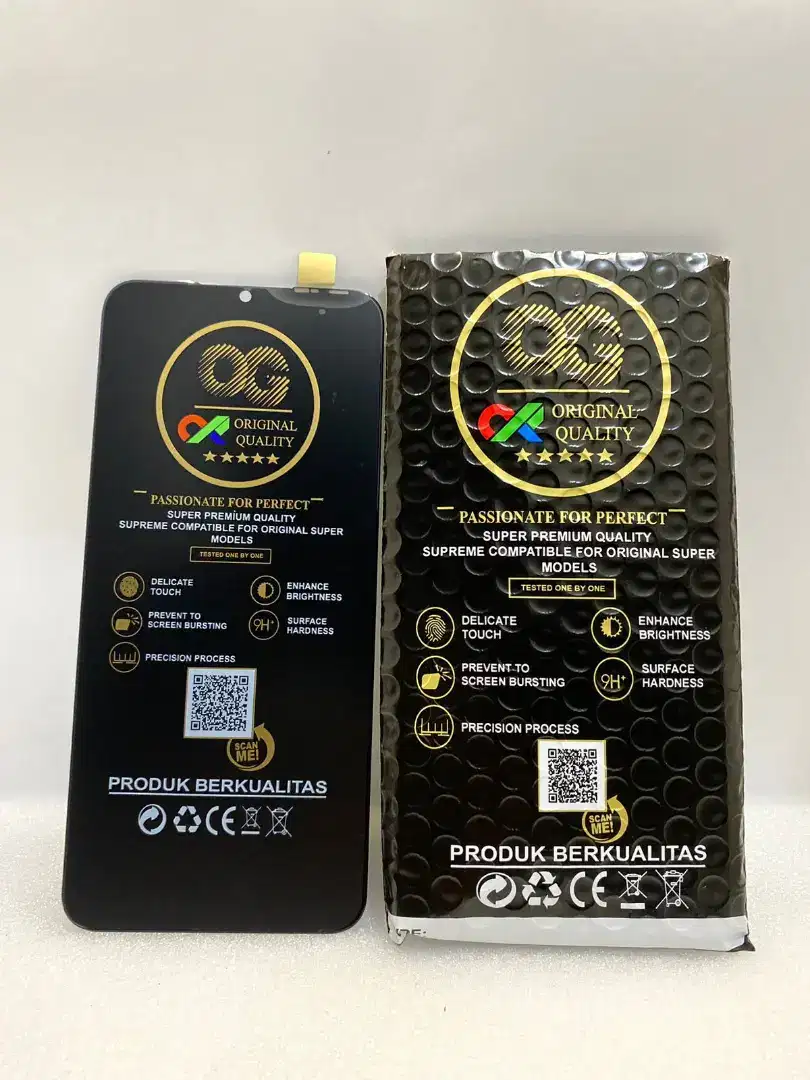 OG
ORIGINAL
QUALITY
PASSIONATE FOR PERFECT
SUPER PREMİUM QUALITY
SUPREME COMPATIBLE FOR ORIGINAL SUPER
MODELS
TESTED ONE BY ONE
DELICATE
TOUCH
ENHANCE
BRIGHTNESS
PREVENT TO
SCREEN BURSTING
9H+
SURFACE
HARDNESS
PRECISION PROCESS
SCAN
ME!
PRODUK BERKUALITAS
CE
OG
ORIGINAL
QUALITY
PASSIONATE FOR PERFECT
SUPER PREMIUM QUALITY
SUPREME COMPATIBLE FOR ORIGINAL SUPER
MODELS
TESTED ONE BY ONE
DELICATE
TOUCH
ENHANCE
BRIGHTNESS
PREVENT TO
SCREEN BURSTING
9H+
SURFACE
HARDNESS
PRECISION PROCESS
SCAN
ME!
PRODUK BERKUALITAS
CE